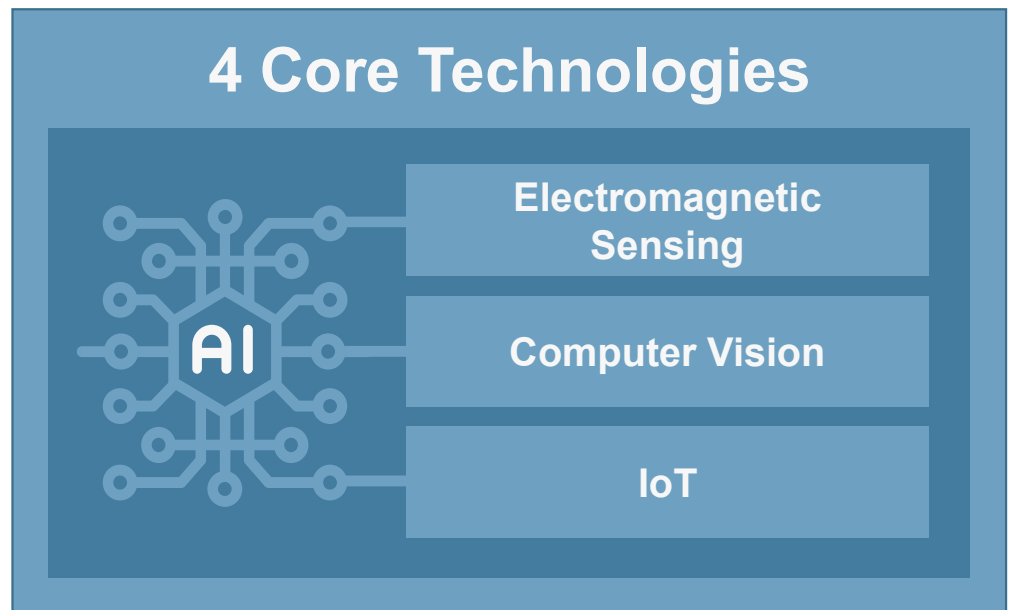 4 Core Technologies
Electromagnetic
Sensing
AI
Computer Vision
IoT